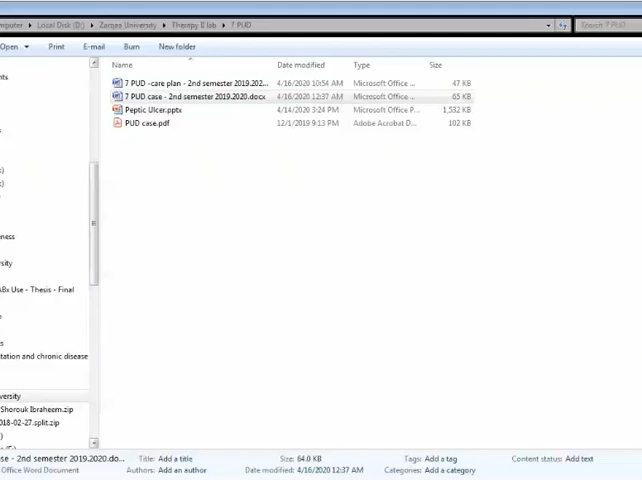 mputer ▸ Local Disk (D:) ▸ Zarqaa University ▸ Therapy II lab ▸ 7 PUD
Search 7 PUD
Open Print E-mail Burn New folder
Name Date modified Type Size
7 PUD -care plan - 2nd semester 2019.202... 4/16/2020 10:54 AM Microsoft Office ... 47 KB
7 PUD case - 2nd semester 2019.2020.docx 4/16/2020 12:37 AM Microsoft Office ... 65 KB
Peptic Ulcer.pptx 4/14/2020 3:24 PM Microsoft Office P... 1,532 KB
PUD case.pdf 12/1/2019 9:13 PM Adobe Acrobat D... 102 KB
nts
)
)
eness
rsity
ABx Use - Thesis - Final
tation and chronic disease
versity
Shorouk Ibraheem.zip
018-02-27.split.zip
)
se - 2nd semester 2019.2020.do... Title: Add a title Size: 64.0 KB Tags: Add a tag Content status: Add text
Office Word Document Authors: Add an author Date modified: 4/16/2020 12:37 AM Categories: Add a category